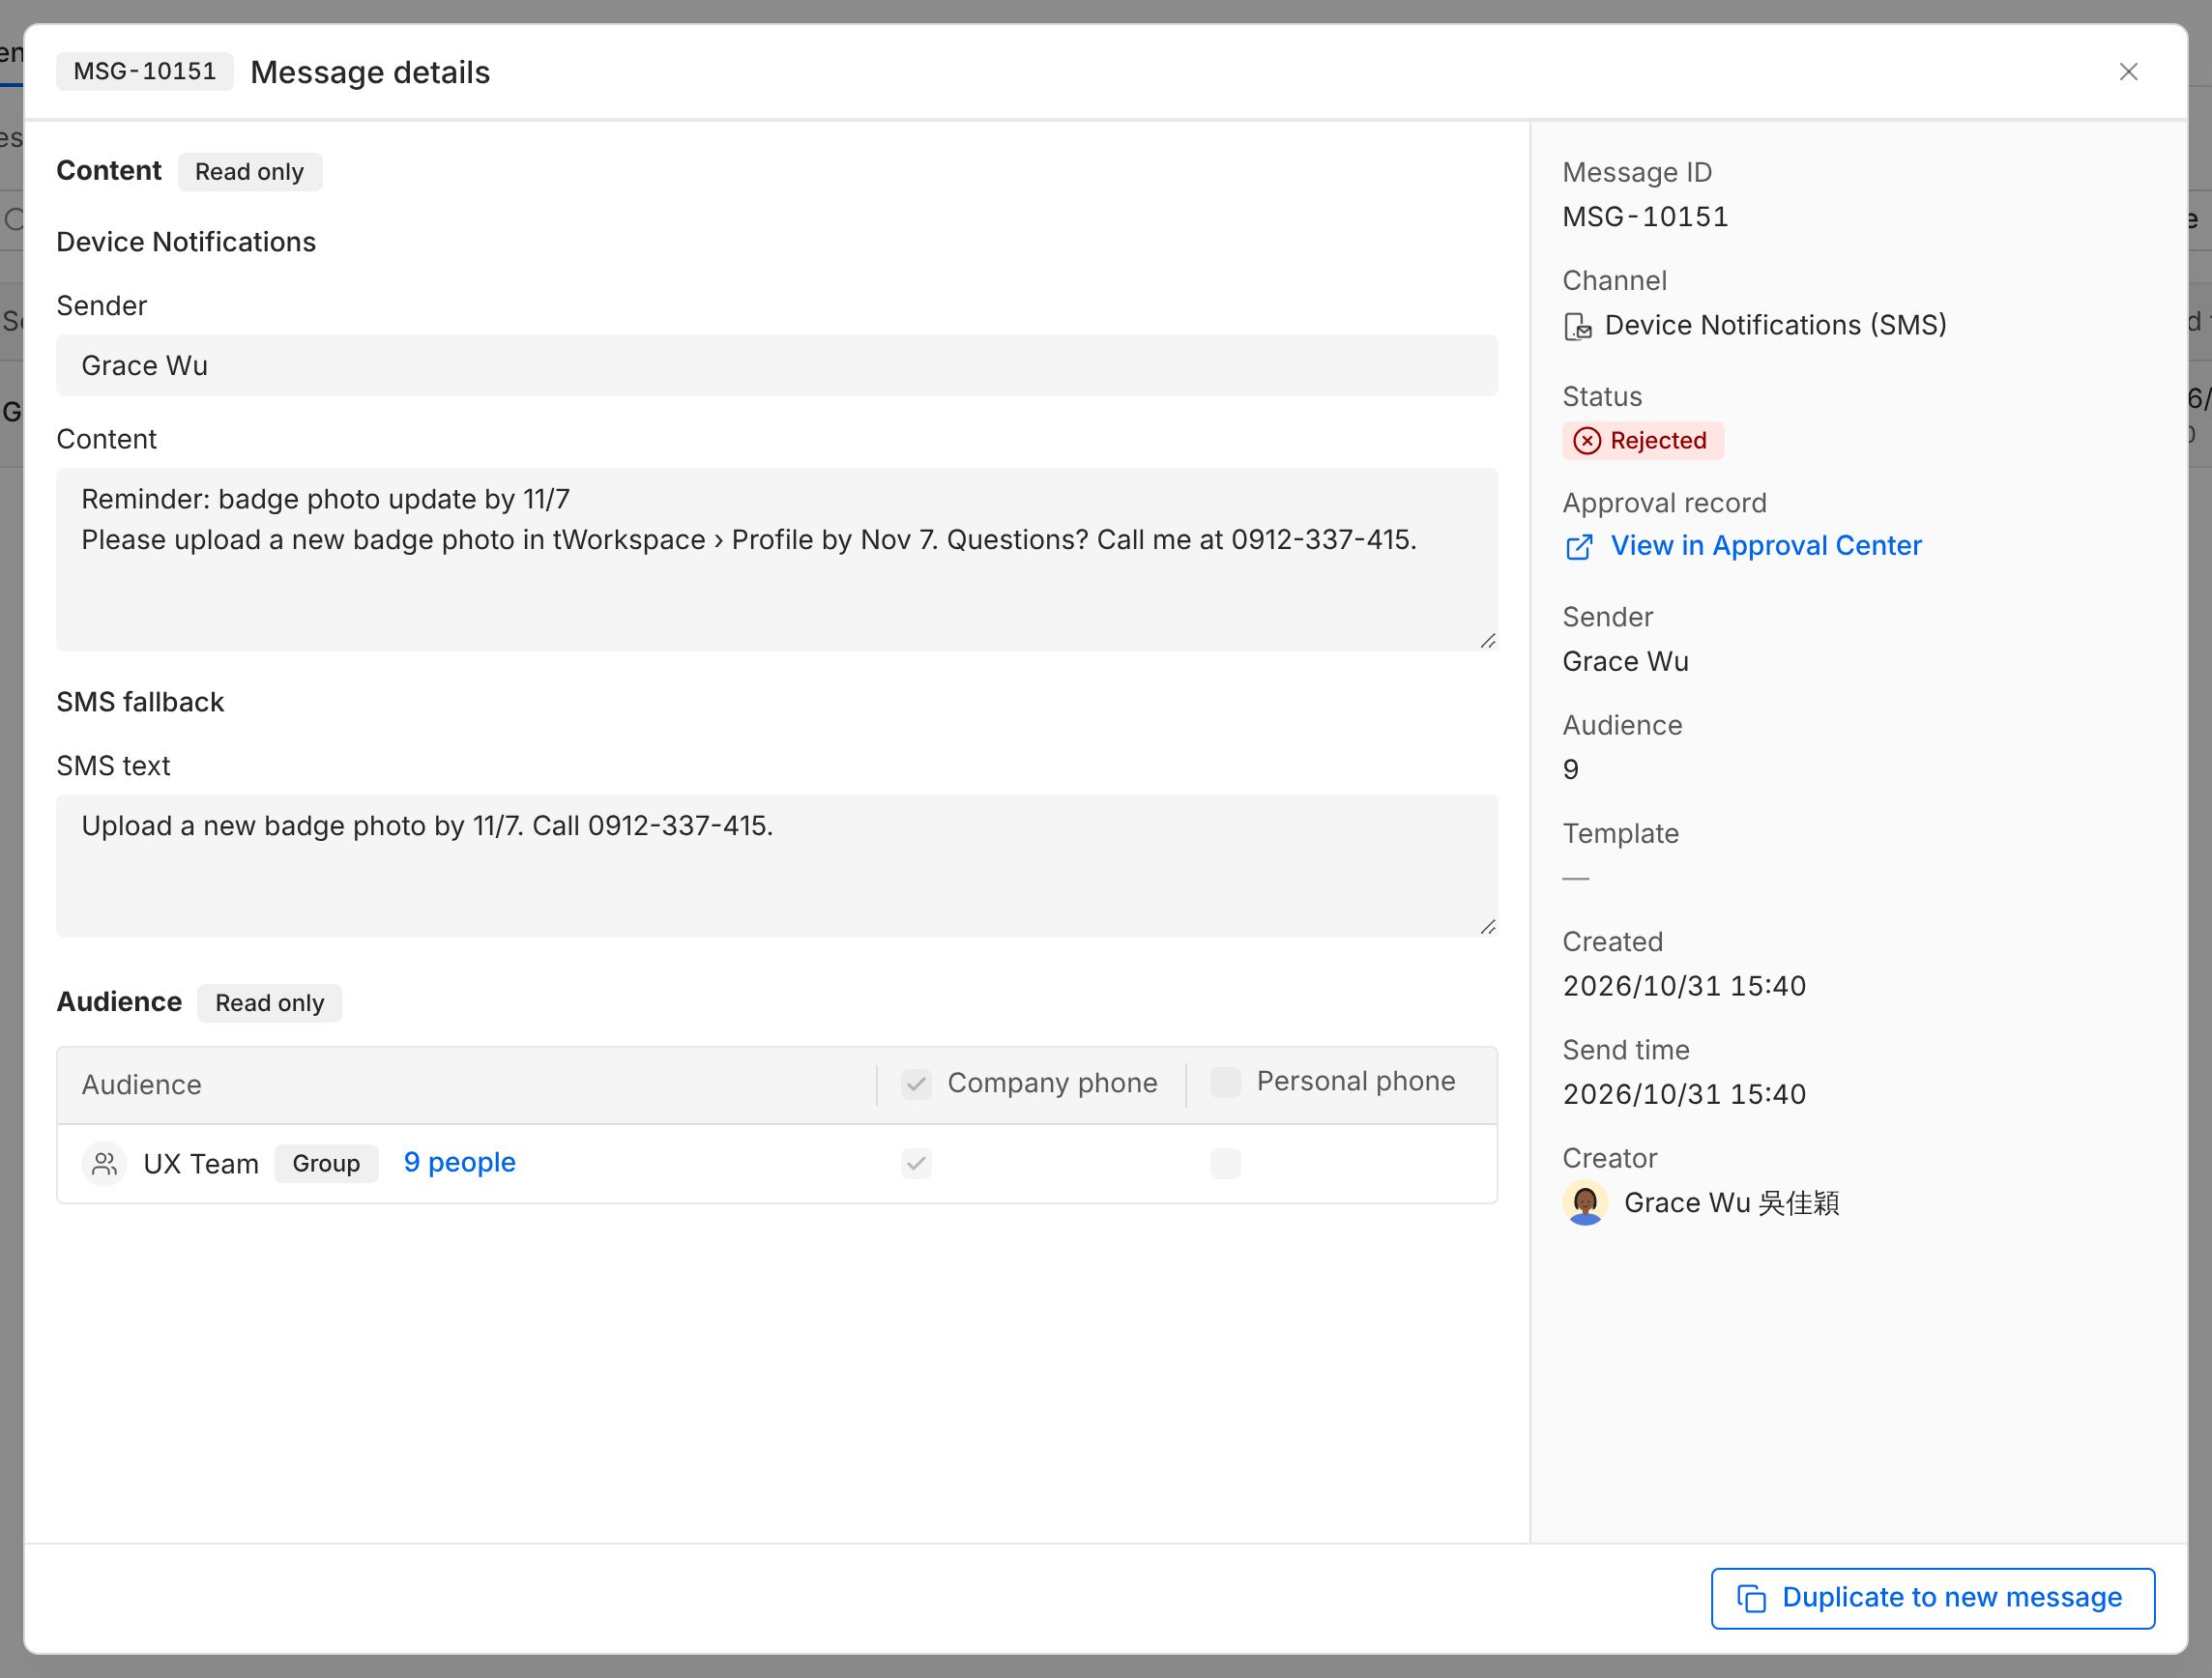 MSG-10151 Message details
Content Read only
Device Notifications
Sender
Grace Wu
Content
Reminder: badge photo update by 11/7
Please upload a new badge photo in tWorkspace › Profile by Nov 7. Questions? Call me at 0912-337-415.
SMS fallback
SMS text
Upload a new badge photo by 11/7. Call 0912-337-415.
Audience Read only
Audience Company phone Personal phone
UX Team Group 9 people
Message ID
MSG-10151
Channel
Device Notifications (SMS)
Status
Rejected
Approval record
View in Approval Center
Sender
Grace Wu
Audience
9
Template
—
Created
2026/10/31 15:40
Send time
2026/10/31 15:40
Creator
Grace Wu 吳佳穎
Duplicate to new message